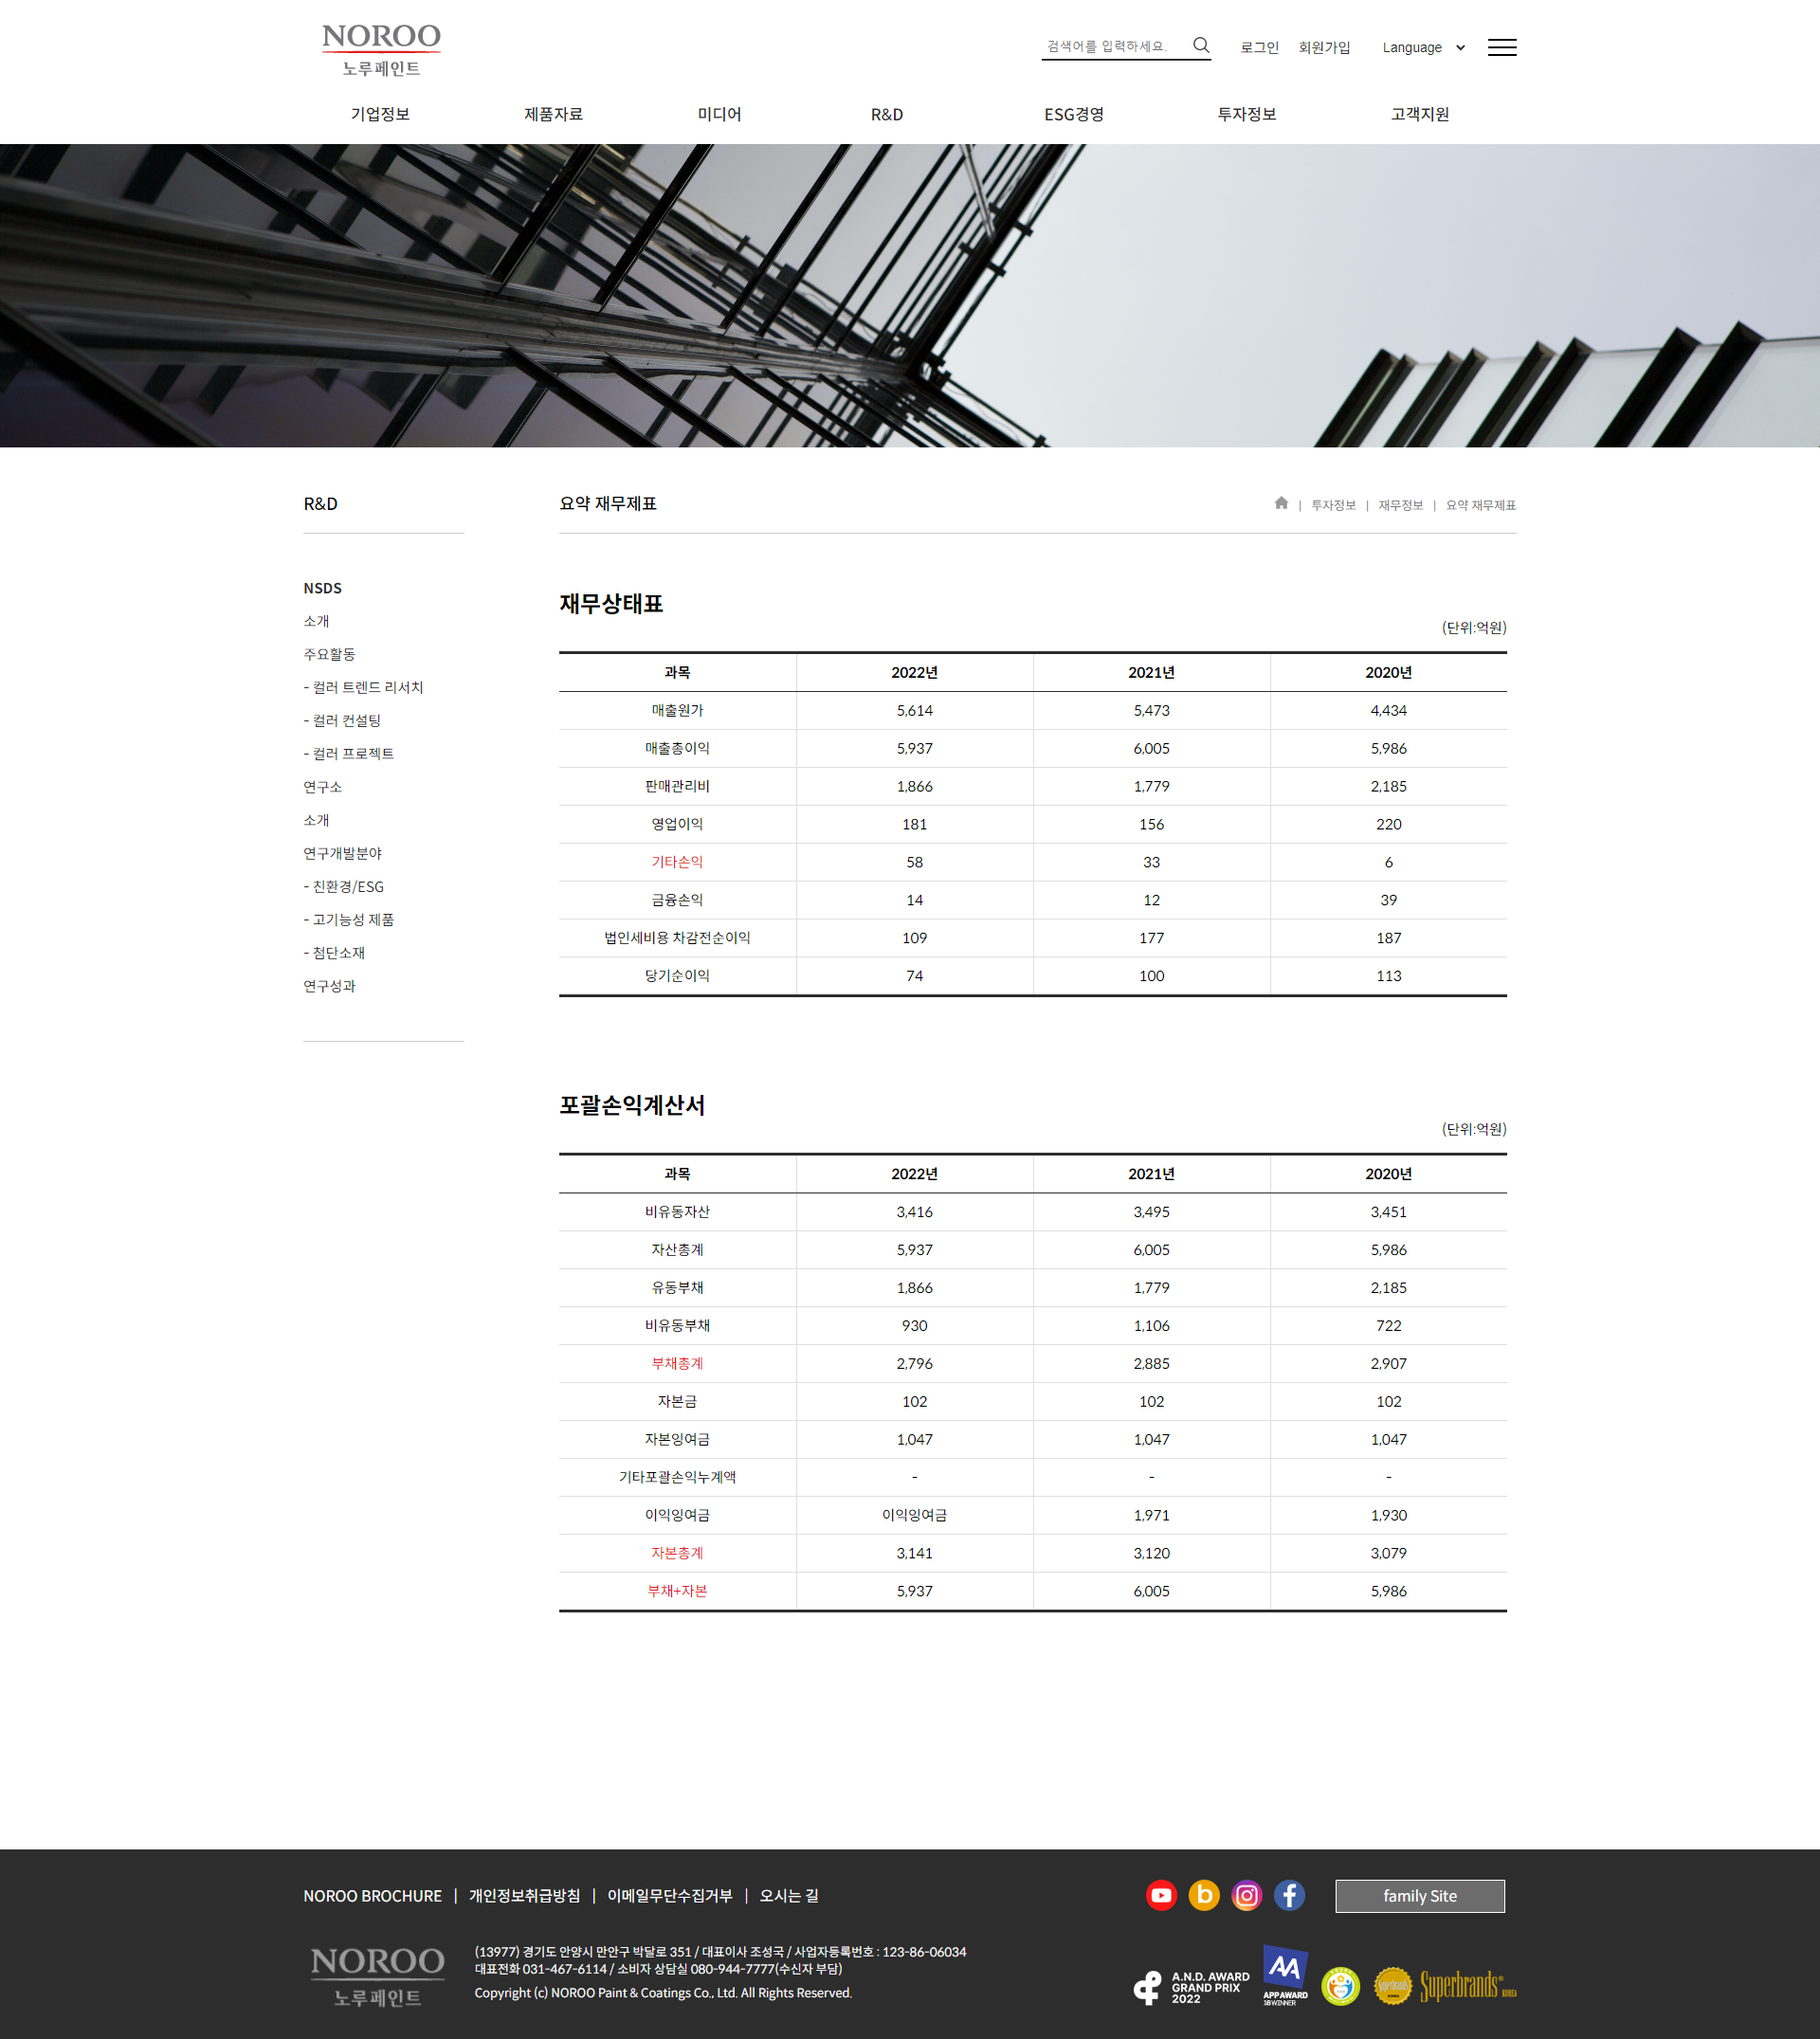 NOROO
노루페인트
검색어를 입력하세요. 로그인 회원가입 Language
기업정보 제품자료 미디어 R&D ESG경영 투자정보 고객지원
R&D
NSDS
소개
주요활동
- 컬러 트렌드 리서치
- 컬러 컨설팅
- 컬러 프로젝트
연구소
소개
연구개발분야
- 친환경/ESG
- 고기능성 제품
- 첨단소재
연구성과
요약 재무제표
| 투자정보 | 재무정보 | 요약 재무제표
재무상태표
(단위:억원)
과목 2022년 2021년 2020년
매출원가 5,614 5,473 4,434
매출총이익 5,937 6,005 5,986
판매관리비 1,866 1,779 2,185
영업이익 181 156 220
기타손익 58 33 6
금융손익 14 12 39
법인세비용 차감전순이익 109 177 187
당기순이익 74 100 113
포괄손익계산서
(단위:억원)
과목 2022년 2021년 2020년
비유동자산 3,416 3,495 3,451
자산총계 5,937 6,005 5,986
유동부채 1,866 1,779 2,185
비유동부채 930 1,106 722
부채총계 2,796 2,885 2,907
자본금 102 102 102
자본잉여금 1,047 1,047 1,047
기타포괄손익누계액 - - -
이익잉여금 이익잉여금 1,971 1,930
자본총계 3,141 3,120 3,079
부채+자본 5,937 6,005 5,986
NOROO BROCHURE | 개인정보취급방침 | 이메일무단수집거부 | 오시는 길
family Site
NOROO
노루페인트
(13977) 경기도 안양시 만안구 박달로 351 / 대표이사 조성국 / 사업자등록번호 : 123-86-06034
대표전화 031-467-6114 / 소비자 상담실 080-944-7777(수신자 부담)
Copyright (c) NOROO Paint & Coatings Co., Ltd. All Rights Reserved.
A.N.D. AWARD
GRAND PRIX
2022
AA
APP AWARD
18 WINNER
Superbrands
Superbrands KOREA